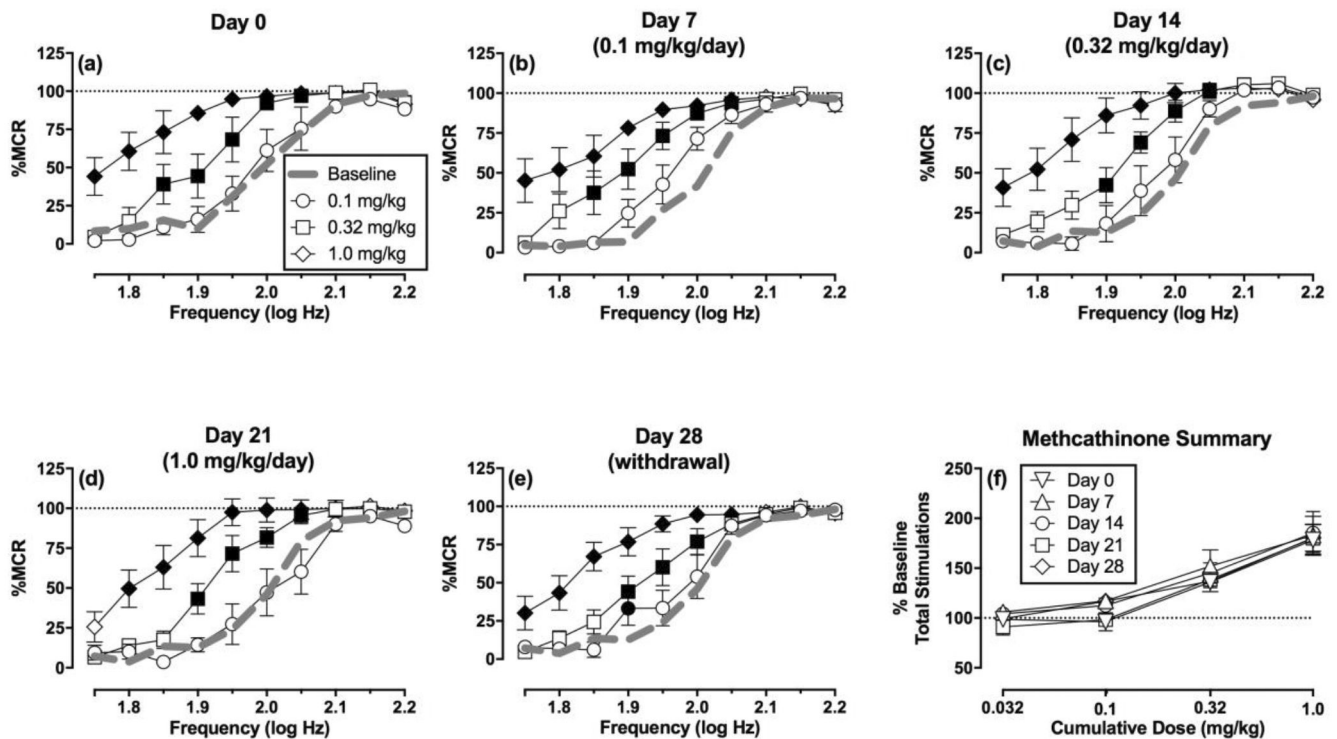 Day 0
(a)
125
100
75
50
25
0
%MCR
Baseline
0.1 mg/kg
0.32 mg/kg
1.0 mg/kg
1.8 1.9 2.0 2.1 2.2
Frequency (log Hz)
Day 7
(0.1 mg/kg/day)
(b)
125
100
75
50
25
0
%MCR
1.8 1.9 2.0 2.1 2.2
Frequency (log Hz)
Day 14
(0.32 mg/kg/day)
(c)
125
100
75
50
25
0
%MCR
1.8 1.9 2.0 2.1 2.2
Frequency (log Hz)
Day 21
(1.0 mg/kg/day)
(d)
125
100
75
50
25
0
%MCR
1.8 1.9 2.0 2.1 2.2
Frequency (log Hz)
Day 28
(withdrawal)
(e)
125
100
75
50
25
0
%MCR
1.8 1.9 2.0 2.1 2.2
Frequency (log Hz)
Methcathinone Summary
(f)
250
200
150
100
50
% Baseline
Total Stimulations
Day 0
Day 7
Day 14
Day 21
Day 28
0.032 0.1 0.32 1.0
Cumulative Dose (mg/kg)